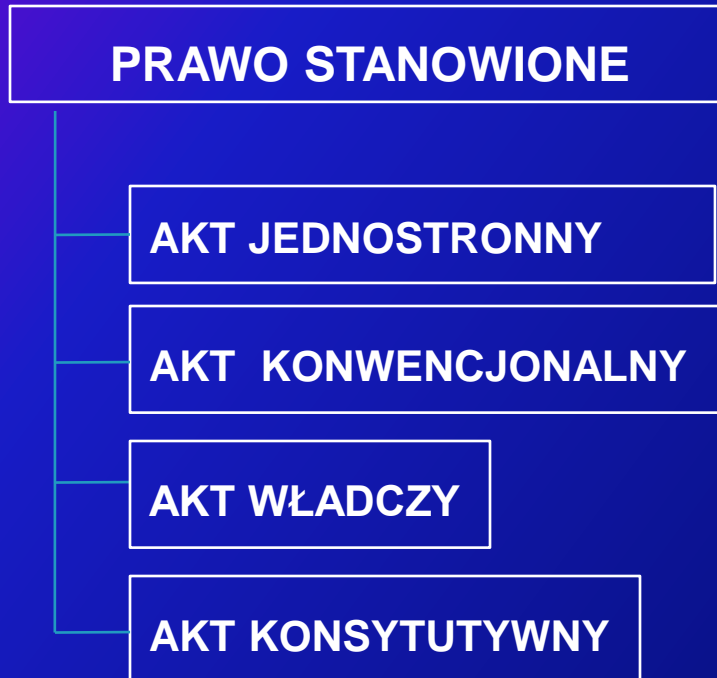 PRAWO STANOWIONE
AKT JEDNOSTRONNY
AKT KONWENCJONALNY
AKT WŁADCZY
AKT KONSYTUTYWNY